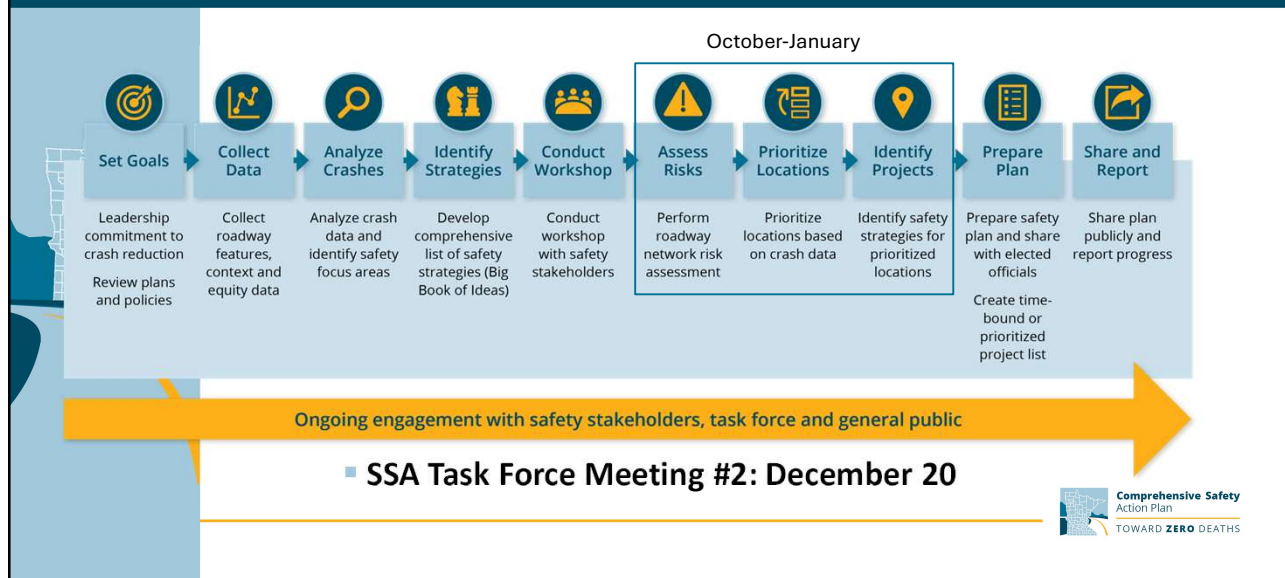 October-January
Set Goals
Collect
Data
Analyze
Crashes
Identify
Strategies
Conduct
Workshop
Assess
Risks
Prioritize
Locations
Identify
Projects
Prepare
Plan
Share and
Report
Leadership
commitment to
crash reduction
Review plans
and policies
Collect
roadway
features,
context and
equity data
Analyze crash
data and
identify safety
focus areas
Develop
comprehensive
list of safety
strategies (Big
Book of Ideas)
Conduct
workshop
with safety
stakeholders
Perform
roadway
network risk
assessment
Prioritize
locations based
on crash data
Identify safety
strategies for
prioritized
locations
Prepare safety
plan and share
with elected
officials
Create time-
bound or
prioritized
project list
Share plan
publicly and
report progress
Ongoing engagement with safety stakeholders, task force and general public
SSA Task Force Meeting #2: December 20
Comprehensive Safety
Action Plan
TOWARD ZERO DEATHS